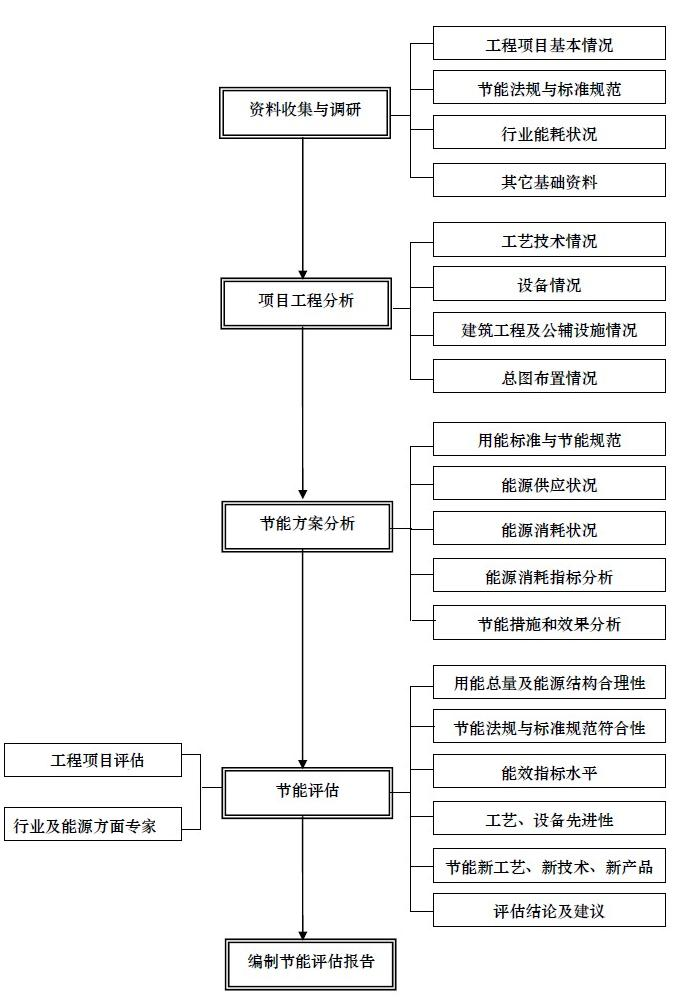 资料收集与调研
工程项目基本情况
节能法规与标准规范
行业能耗状况
其它基础资料
项目工程分析
工艺技术情况
设备情况
建筑工程及公辅设施情况
总图布置情况
节能方案分析
用能标准与节能规范
能源供应状况
能源消耗状况
能源消耗指标分析
节能措施和效果分析
工程项目评估
行业及能源方面专家
节能评估
用能总量及能源结构合理性
节能法规与标准规范符合性
能效指标水平
工艺、设备先进性
节能新工艺、新技术、新产品
评估结论及建议
编制节能评估报告